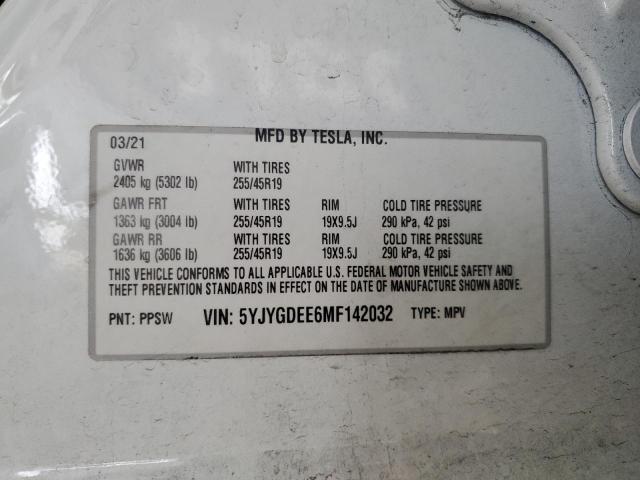 03/21 MFD BY TESLA, INC.
GVWR WITH TIRES
2405 kg (5302 lb) 255/45R19
GAWR FRT WITH TIRES RIM COLD TIRE PRESSURE
1363 kg (3004 lb) 255/45R19 19X9.5J 290 kPa, 42 psi
GAWR RR WITH TIRES RIM COLD TIRE PRESSURE
1636 kg (3606 lb) 255/45R19 19X9.5J 290 kPa, 42 psi
THIS VEHICLE CONFORMS TO ALL APPLICABLE U.S. FEDERAL MOTOR VEHICLE SAFETY AND
THEFT PREVENTION STANDARDS IN EFFECT ON THE DATE OF MANUFACTURE SHOWN ABOVE.
PNT: PPSW VIN: 5YJYGDEE6MF142032 TYPE: MPV